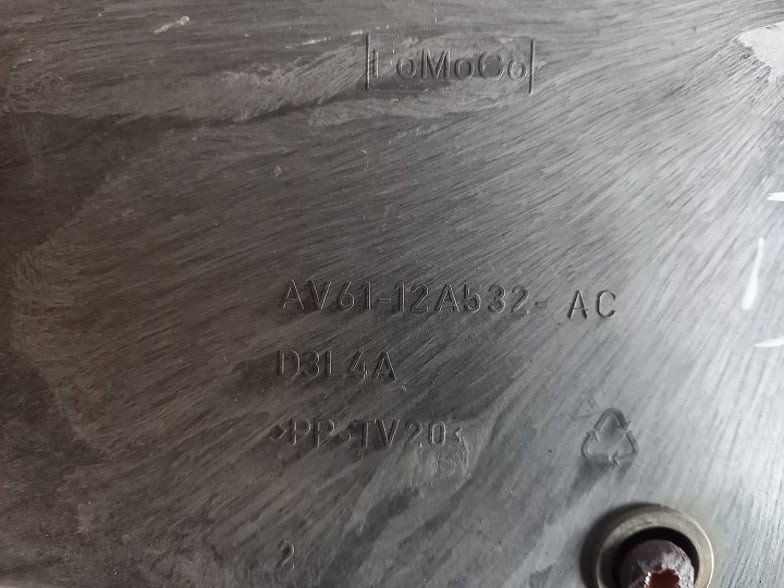 FoMoCo
AV61-12A532-AC
D3L4A
>PP-TV20<
2